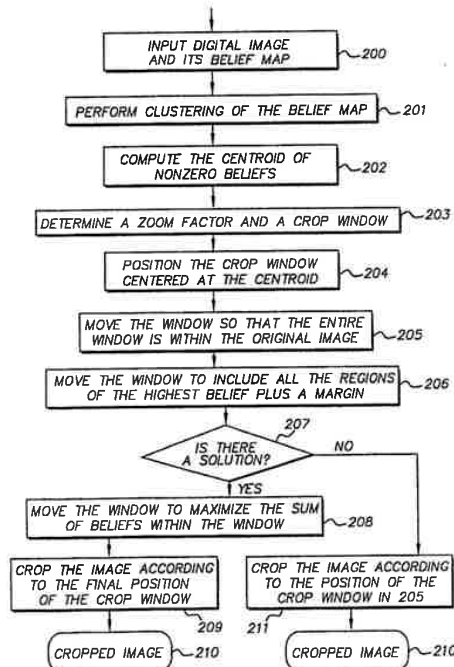 INPUT DIGITAL IMAGE
AND ITS BELIEF MAP
200
PERFORM CLUSTERING OF THE BELIEF MAP
201
COMPUTE THE CENTROID OF
NONZERO BELIEFS
202
DETERMINE A ZOOM FACTOR AND A CROP WINDOW
203
POSITION THE CROP WINDOW
CENTERED AT THE CENTROID
204
MOVE THE WINDOW SO THAT THE ENTIRE
WINDOW IS WITHIN THE ORIGINAL IMAGE
205
MOVE THE WINDOW TO INCLUDE ALL THE REGIONS
OF THE HIGHEST BELIEF PLUS A MARGIN
206
207
IS THERE
A SOLUTION?
NO
YES
MOVE THE WINDOW TO MAXIMIZE THE SUM
OF BELIEFS WITHIN THE WINDOW
208
CROP THE IMAGE ACCORDING
TO THE FINAL POSITION
OF THE CROP WINDOW
209
CROP THE IMAGE ACCORDING
TO THE POSITION OF THE
CROP WINDOW IN 205
211
CROPPED IMAGE
210
CROPPED IMAGE
210